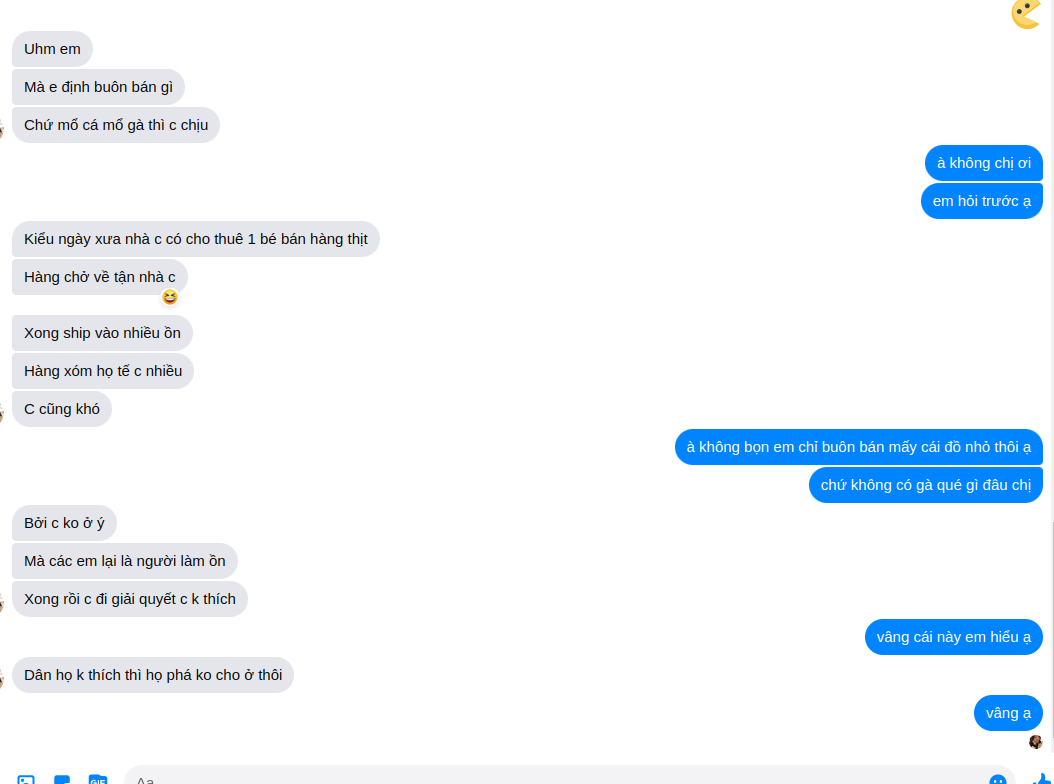 Uhm em
Mà e định buôn bán gì
Chứ mổ cá mổ gà thì c chịu
à không chị ơi
em hỏi trước ạ
Kiểu ngày xưa nhà c có cho thuê 1 bé bán hàng thịt
Hàng chở về tận nhà c
Xong ship vào nhiều ồn
Hàng xóm họ tế c nhiều
C cũng khó
à không bọn em chỉ buôn bán mấy cái đồ nhỏ thôi ạ
chứ không có gà qué gì đâu chị
Bởi c ko ở ý
Mà các em lại là người làm ồn
Xong rồi c đi giải quyết c k thích
vâng cái này em hiểu ạ
Dân họ k thích thì họ phá ko cho ở thôi
vâng ạ
GIF
Aa